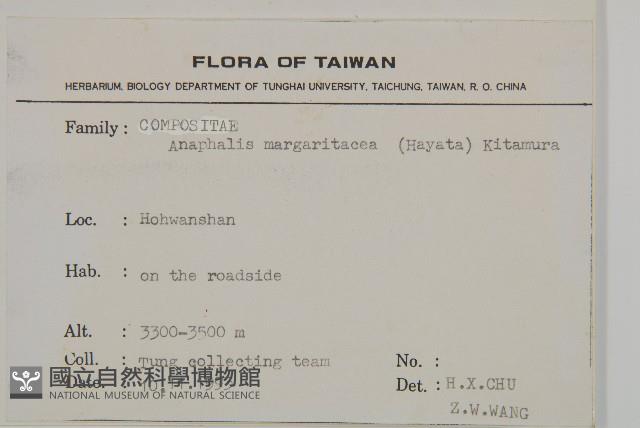 FLORA OF TAIWAN
HERBARIUM, BIOLOGY DEPARTMENT OF TUNGHAI UNIVERSITY, TAICHUNG, TAIWAN, R. O. CHINA
Family : COMPOSITAE
Anaphalis margaritacea (Hayata) Kitamura
Loc. : Hohwanshan
Hab. : on the roadside
Alt. : 3300-3500 m
Coll. : Tung collecting team No. :
Date. : Det. : H.X.CHU
Z.W.WANG
國立自然科學博物館
NATIONAL MUSEUM OF NATURAL SCIENCE